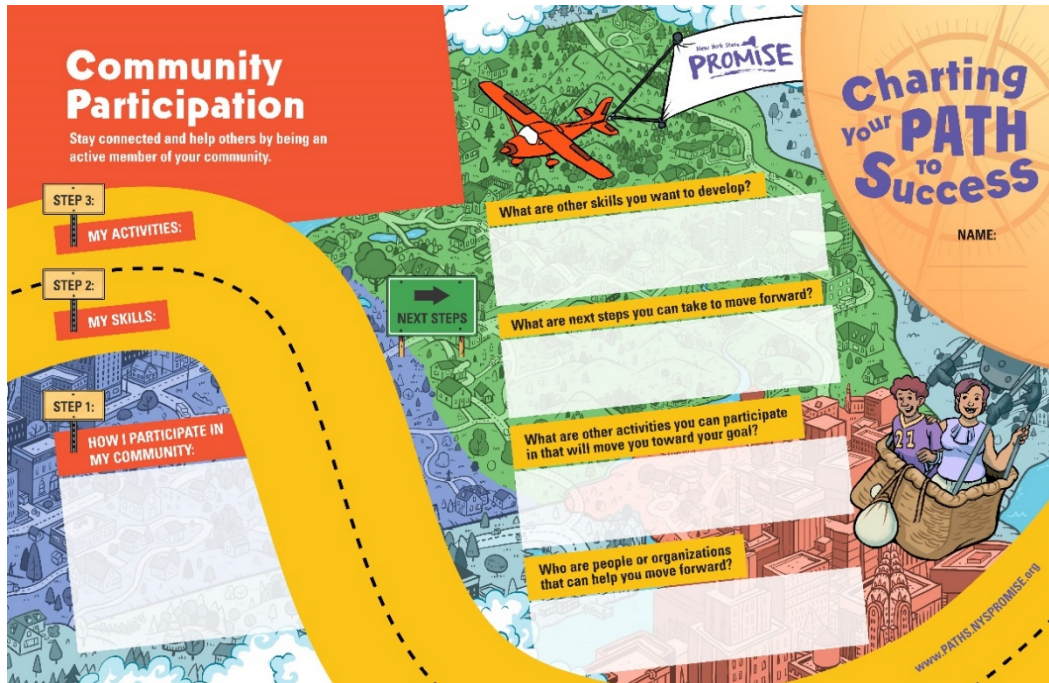 Community
Participation
Stay connected and help others by being an
active member of your community.
STEP 3:
MY ACTIVITIES:
STEP 2:
MY SKILLS:
STEP 1:
HOW I PARTICIPATE IN
MY COMMUNITY:
NEXT STEPS
New York State
PROMISE
What are other skills you want to develop?
What are next steps you can take to move forward?
What are other activities you can participate
in that will move you toward your goal?
Who are people or organizations
that can help you move forward?
Charting
Your PATH
TO
Success
NAME:
21
www.PATHS.NYSPROMISE.org